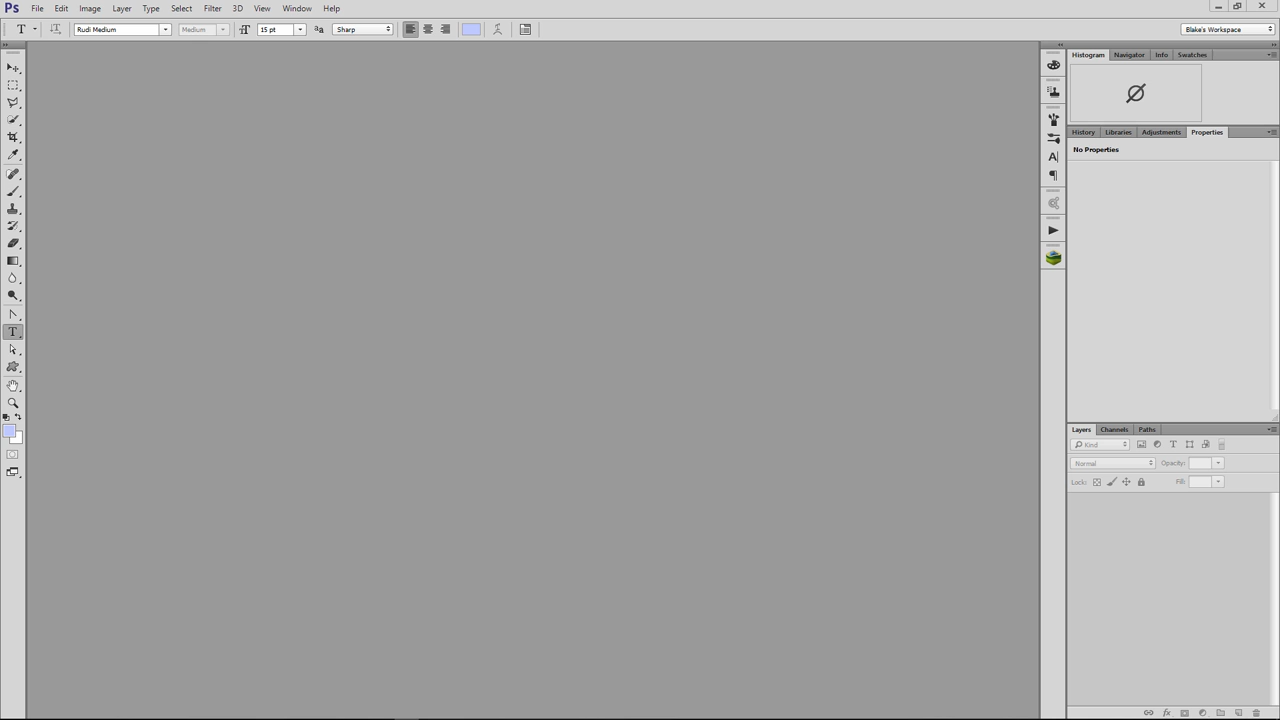 Ps File Edit Image Layer Type Select Filter 3D View Window Help
T Rudi Medium Medium 15 pt aa Sharp Blake's Workspace
Histogram Navigator Info Swatches
History Libraries Adjustments Properties
No Properties
Layers Channels Paths
Kind
Normal Opacity:
Lock: Fill: